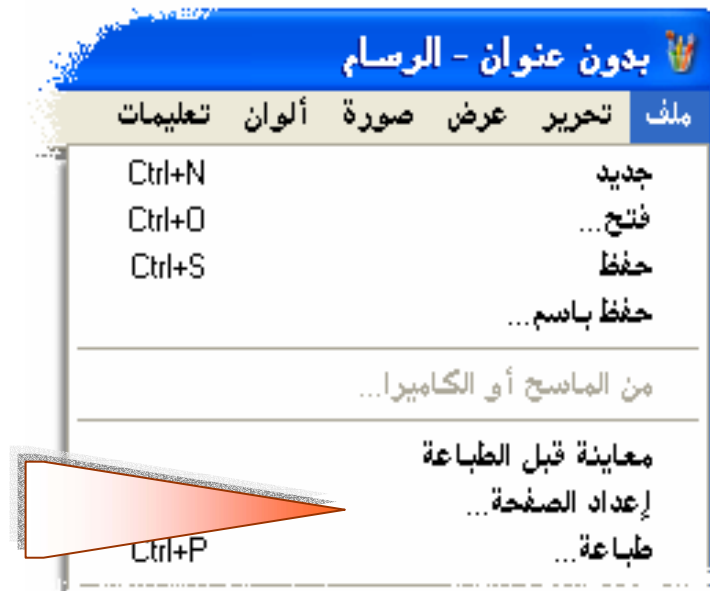 بدون عنوان - الرسام
ملف تحرير عرض صورة ألوان تعليمات
جديد Ctrl+N
فتح... Ctrl+O
حفظ Ctrl+S
حفظ باسم...
من الماسح أو الكاميرا...
معاينة قبل الطباعة
إعداد الصفحة...
طباعة... Ctrl+P